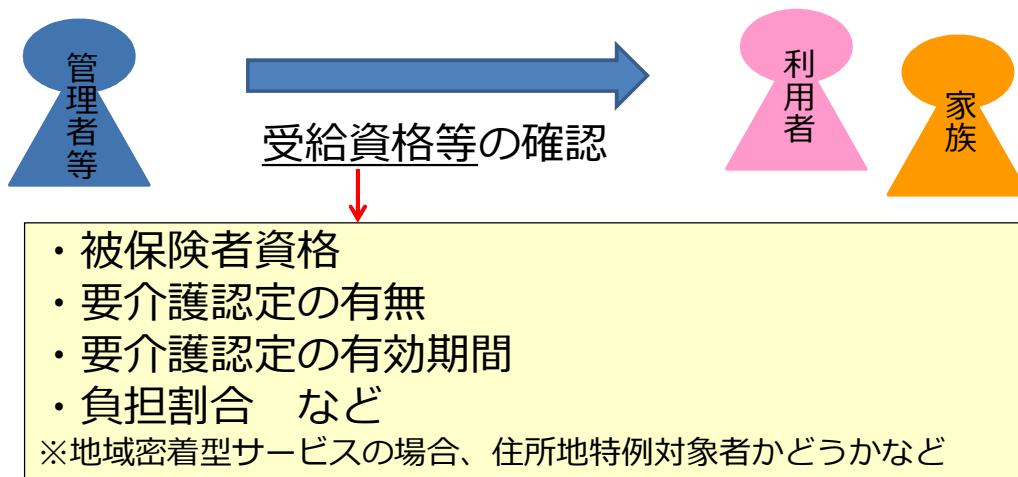 管理者等
利用者
家族
受給資格等の確認
・被保険者資格
・要介護認定の有無
・要介護認定の有効期間
・負担割合　など
※地域密着型サービスの場合、住所地特例対象者かどうかなど